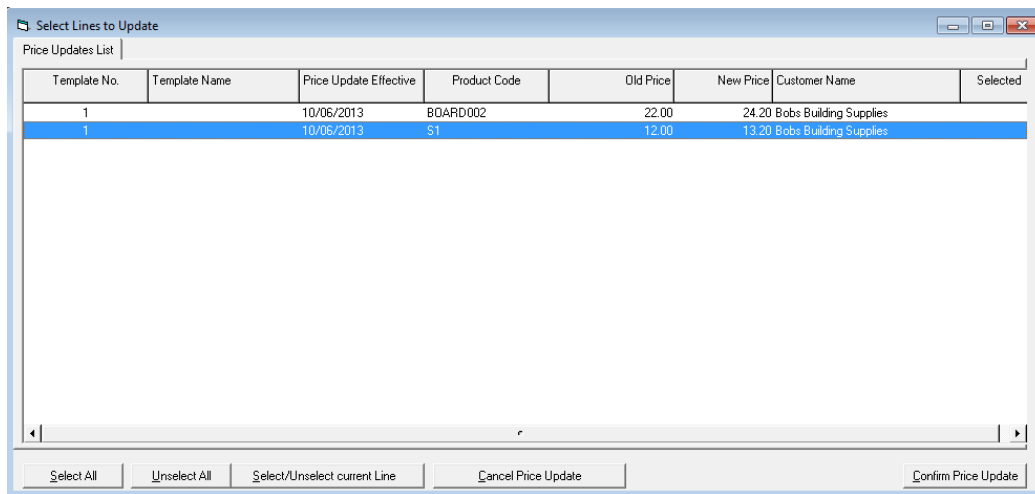 Select Lines to Update
Price Updates List
Template No. Template Name Price Update Effective Product Code Old Price New Price Customer Name Selected
1 10/06/2013 BOARD002 22.00 24.20 Bobs Building Supplies
1 10/06/2013 S1 12.00 13.20 Bobs Building Supplies
Select All Unselect All Select/Unselect current Line Cancel Price Update Confirm Price Update